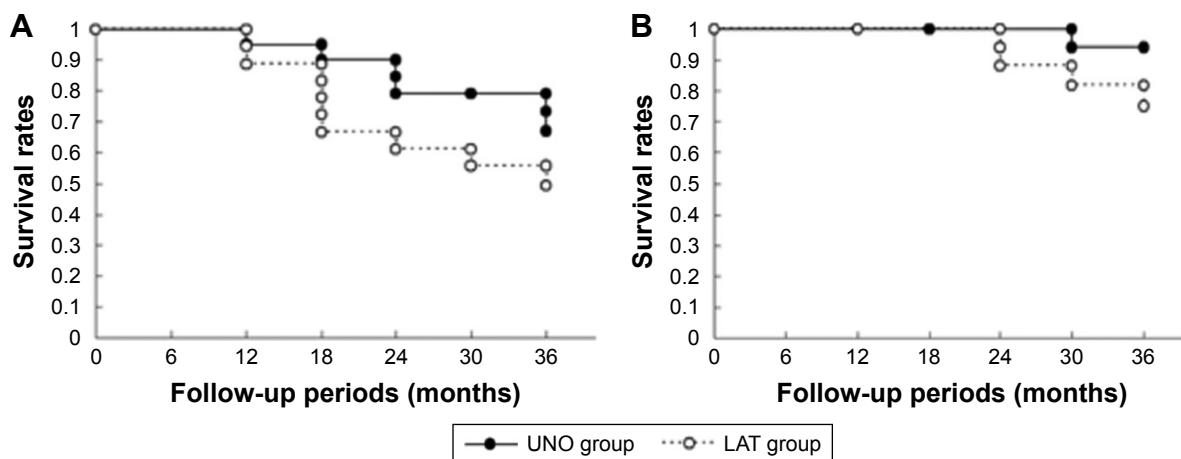 A
Survival rates
1
0.9
0.8
0.7
0.6
0.5
0.4
0.3
0.2
0.1
0
0 6 12 18 24 30 36
Follow-up periods (months)
B
Survival rates
1
0.9
0.8
0.7
0.6
0.5
0.4
0.3
0.2
0.1
0
0 6 12 18 24 30 36
Follow-up periods (months)
UNO group LAT group